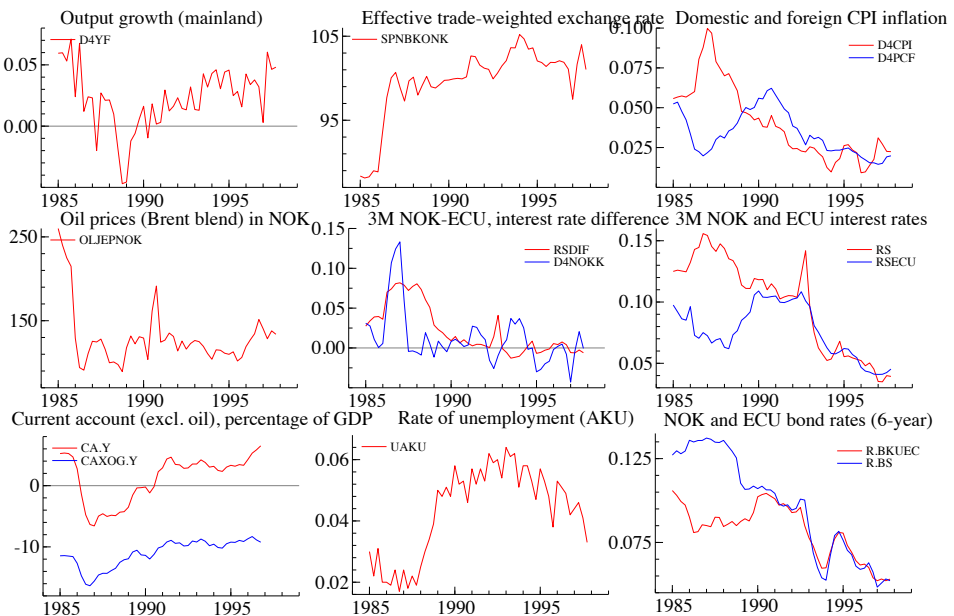 Output growth (mainland)
D4YF
0.05
0.00
1985 1990 1995
Effective trade-weighted exchange rate
SPNBKONK
105
95
1985 1990 1995
Domestic and foreign CPI inflation
D4CPI
D4PCF
0.100
0.075
0.050
0.025
1985 1990 1995
Oil prices (Brent blend) in NOK
OLJEPNOK
250
150
1985 1990 1995
3M NOK-ECU, interest rate difference
RSDIF
D4NOKK
0.15
0.10
0.05
0.00
1985 1990 1995
3M NOK and ECU interest rates
RS
RSECU
0.15
0.10
0.05
1985 1990 1995
Current account (excl. oil), percentage of GDP
CA.Y
CAXOG.Y
0
-10
1985 1990 1995
Rate of unemployment (AKU)
UAKU
0.06
0.04
0.02
1985 1990 1995
NOK and ECU bond rates (6-year)
R.BKUEC
R.BS
0.125
0.075
1985 1990 1995